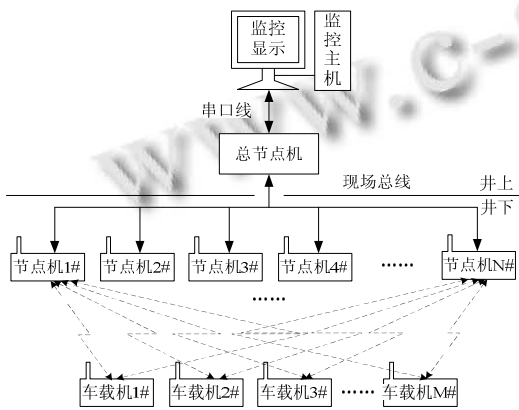 监控
显示
监控主机
串口线
总节点机
现场总线
井上
井下
节点机1#
节点机2#
节点机3#
节点机4#
……
节点机N#
……
车载机1#
车载机2#
车载机3#
……
车载机M#
www.c-